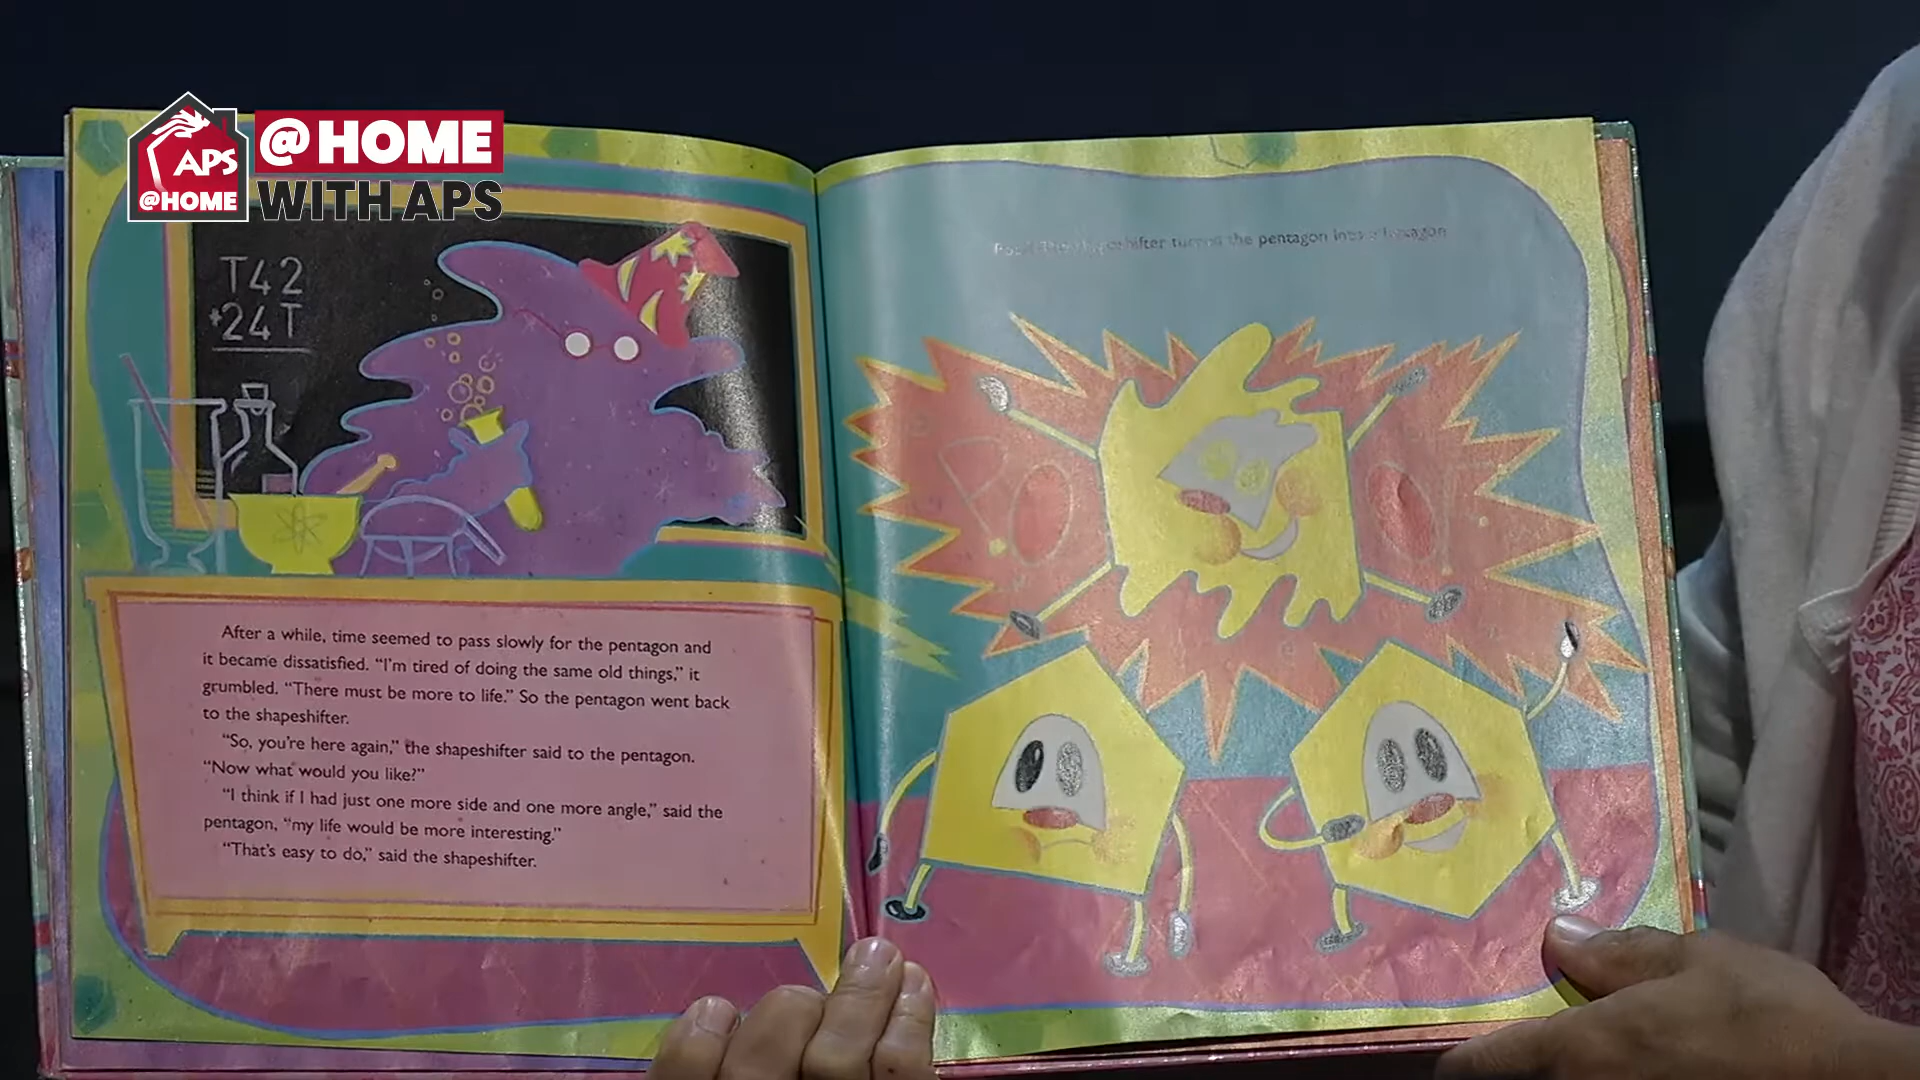 APS
@HOME
@HOME
WITH APS
T42
+24T
After a while, time seemed to pass slowly for the pentagon and
it became dissatisfied. “I’m tired of doing the same old things,” it
grumbled. “There must be more to life.” So the pentagon went back
to the shapeshifter.
“So, you’re here again,” the shapeshifter said to the pentagon.
“Now what would you like?”
“I think if I had just one more side and one more angle,” said the
pentagon, “my life would be more interesting.”
“That’s easy to do,” said the shapeshifter.
shapeshifter turned the pentagon into a hexagon